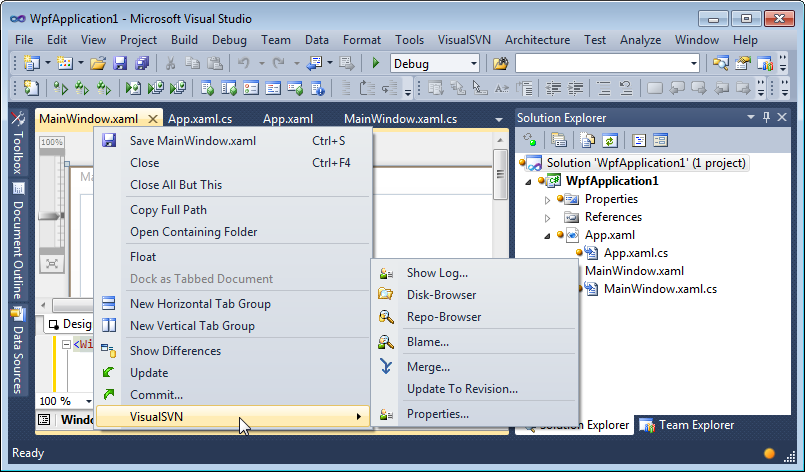 WpfApplication1 - Microsoft Visual Studio
File Edit View Project Build Debug Team Data Format Tools VisualSVN Architecture Test Analyze Window Help
Debug
MainWindow.xaml App.xaml.cs App.xaml MainWindow.xaml.cs
Toolbox
Document Outline
Data Sources
100%
Ma
Save MainWindow.xaml Ctrl+S
Close Ctrl+F4
Close All But This
Copy Full Path
Open Containing Folder
Float
Dock as Tabbed Document
New Horizontal Tab Group
New Vertical Tab Group
Show Differences
Update
Commit...
VisualSVN
Show Log...
Disk-Browser
Repo-Browser
Blame...
Merge...
Update To Revision...
Properties...
Desig
<Wi
100 %
Windo
Solution Explorer
Solution 'WpfApplication1' (1 project)
WpfApplication1
Properties
References
App.xaml
App.xaml.cs
MainWindow.xaml
MainWindow.xaml.cs
Solution Explorer Team Explorer
Ready